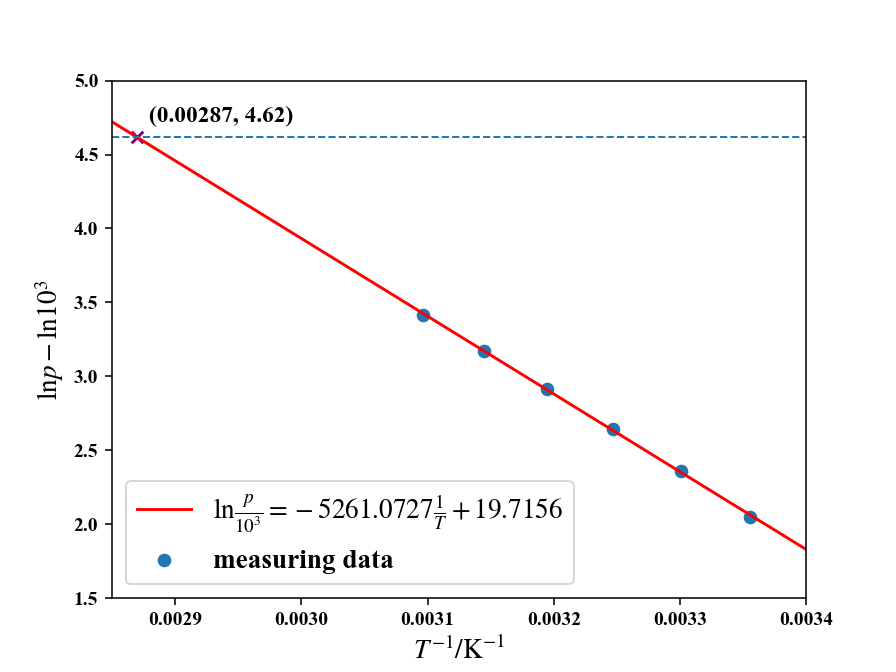 (0.00287, 4.62)
5.0
4.5
4.0
3.5
3.0
2.5
2.0
1.5
lnp − ln10³
ln p/10³ = − 5261.0727 1/T + 19.7156
measuring data
0.0029 0.0030 0.0031 0.0032 0.0033 0.0034
T⁻¹/K⁻¹